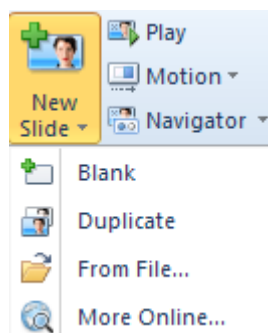 Play
Motion
New
Slide
Navigator
Blank
Duplicate
From File...
More Online...